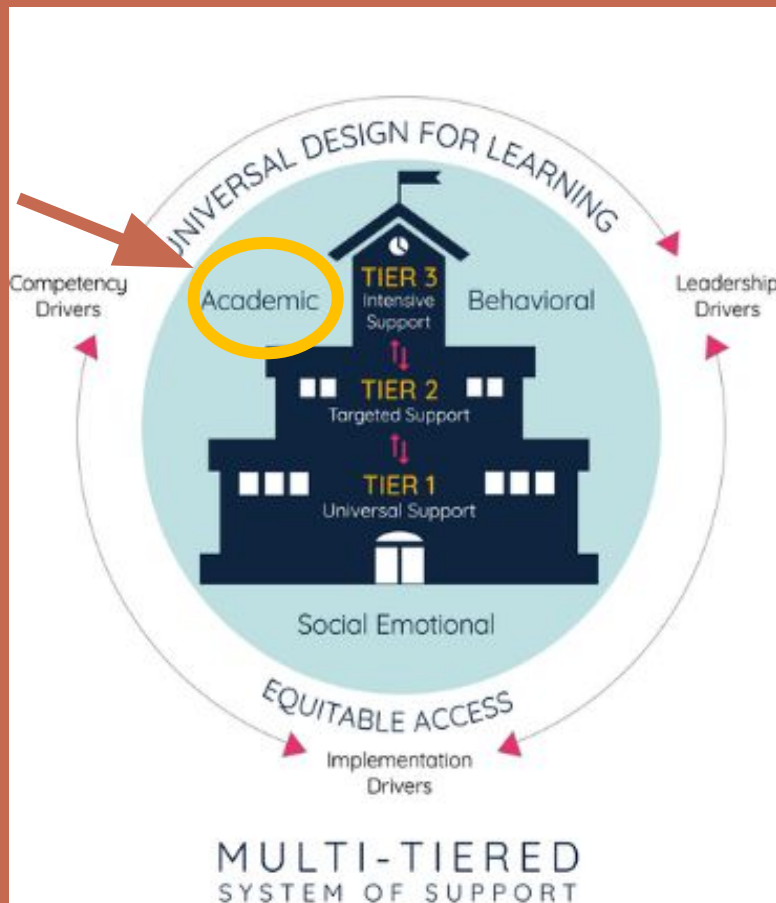 UNIVERSAL DESIGN FOR LEARNING
Competency
Drivers
Leadership
Drivers
Academic
Behavioral
TIER 3
Intensive
Support
TIER 2
Targeted Support
TIER 1
Universal Support
Social Emotional
EQUITABLE ACCESS
Implementation
Drivers
MULTI-TIERED
SYSTEM OF SUPPORT